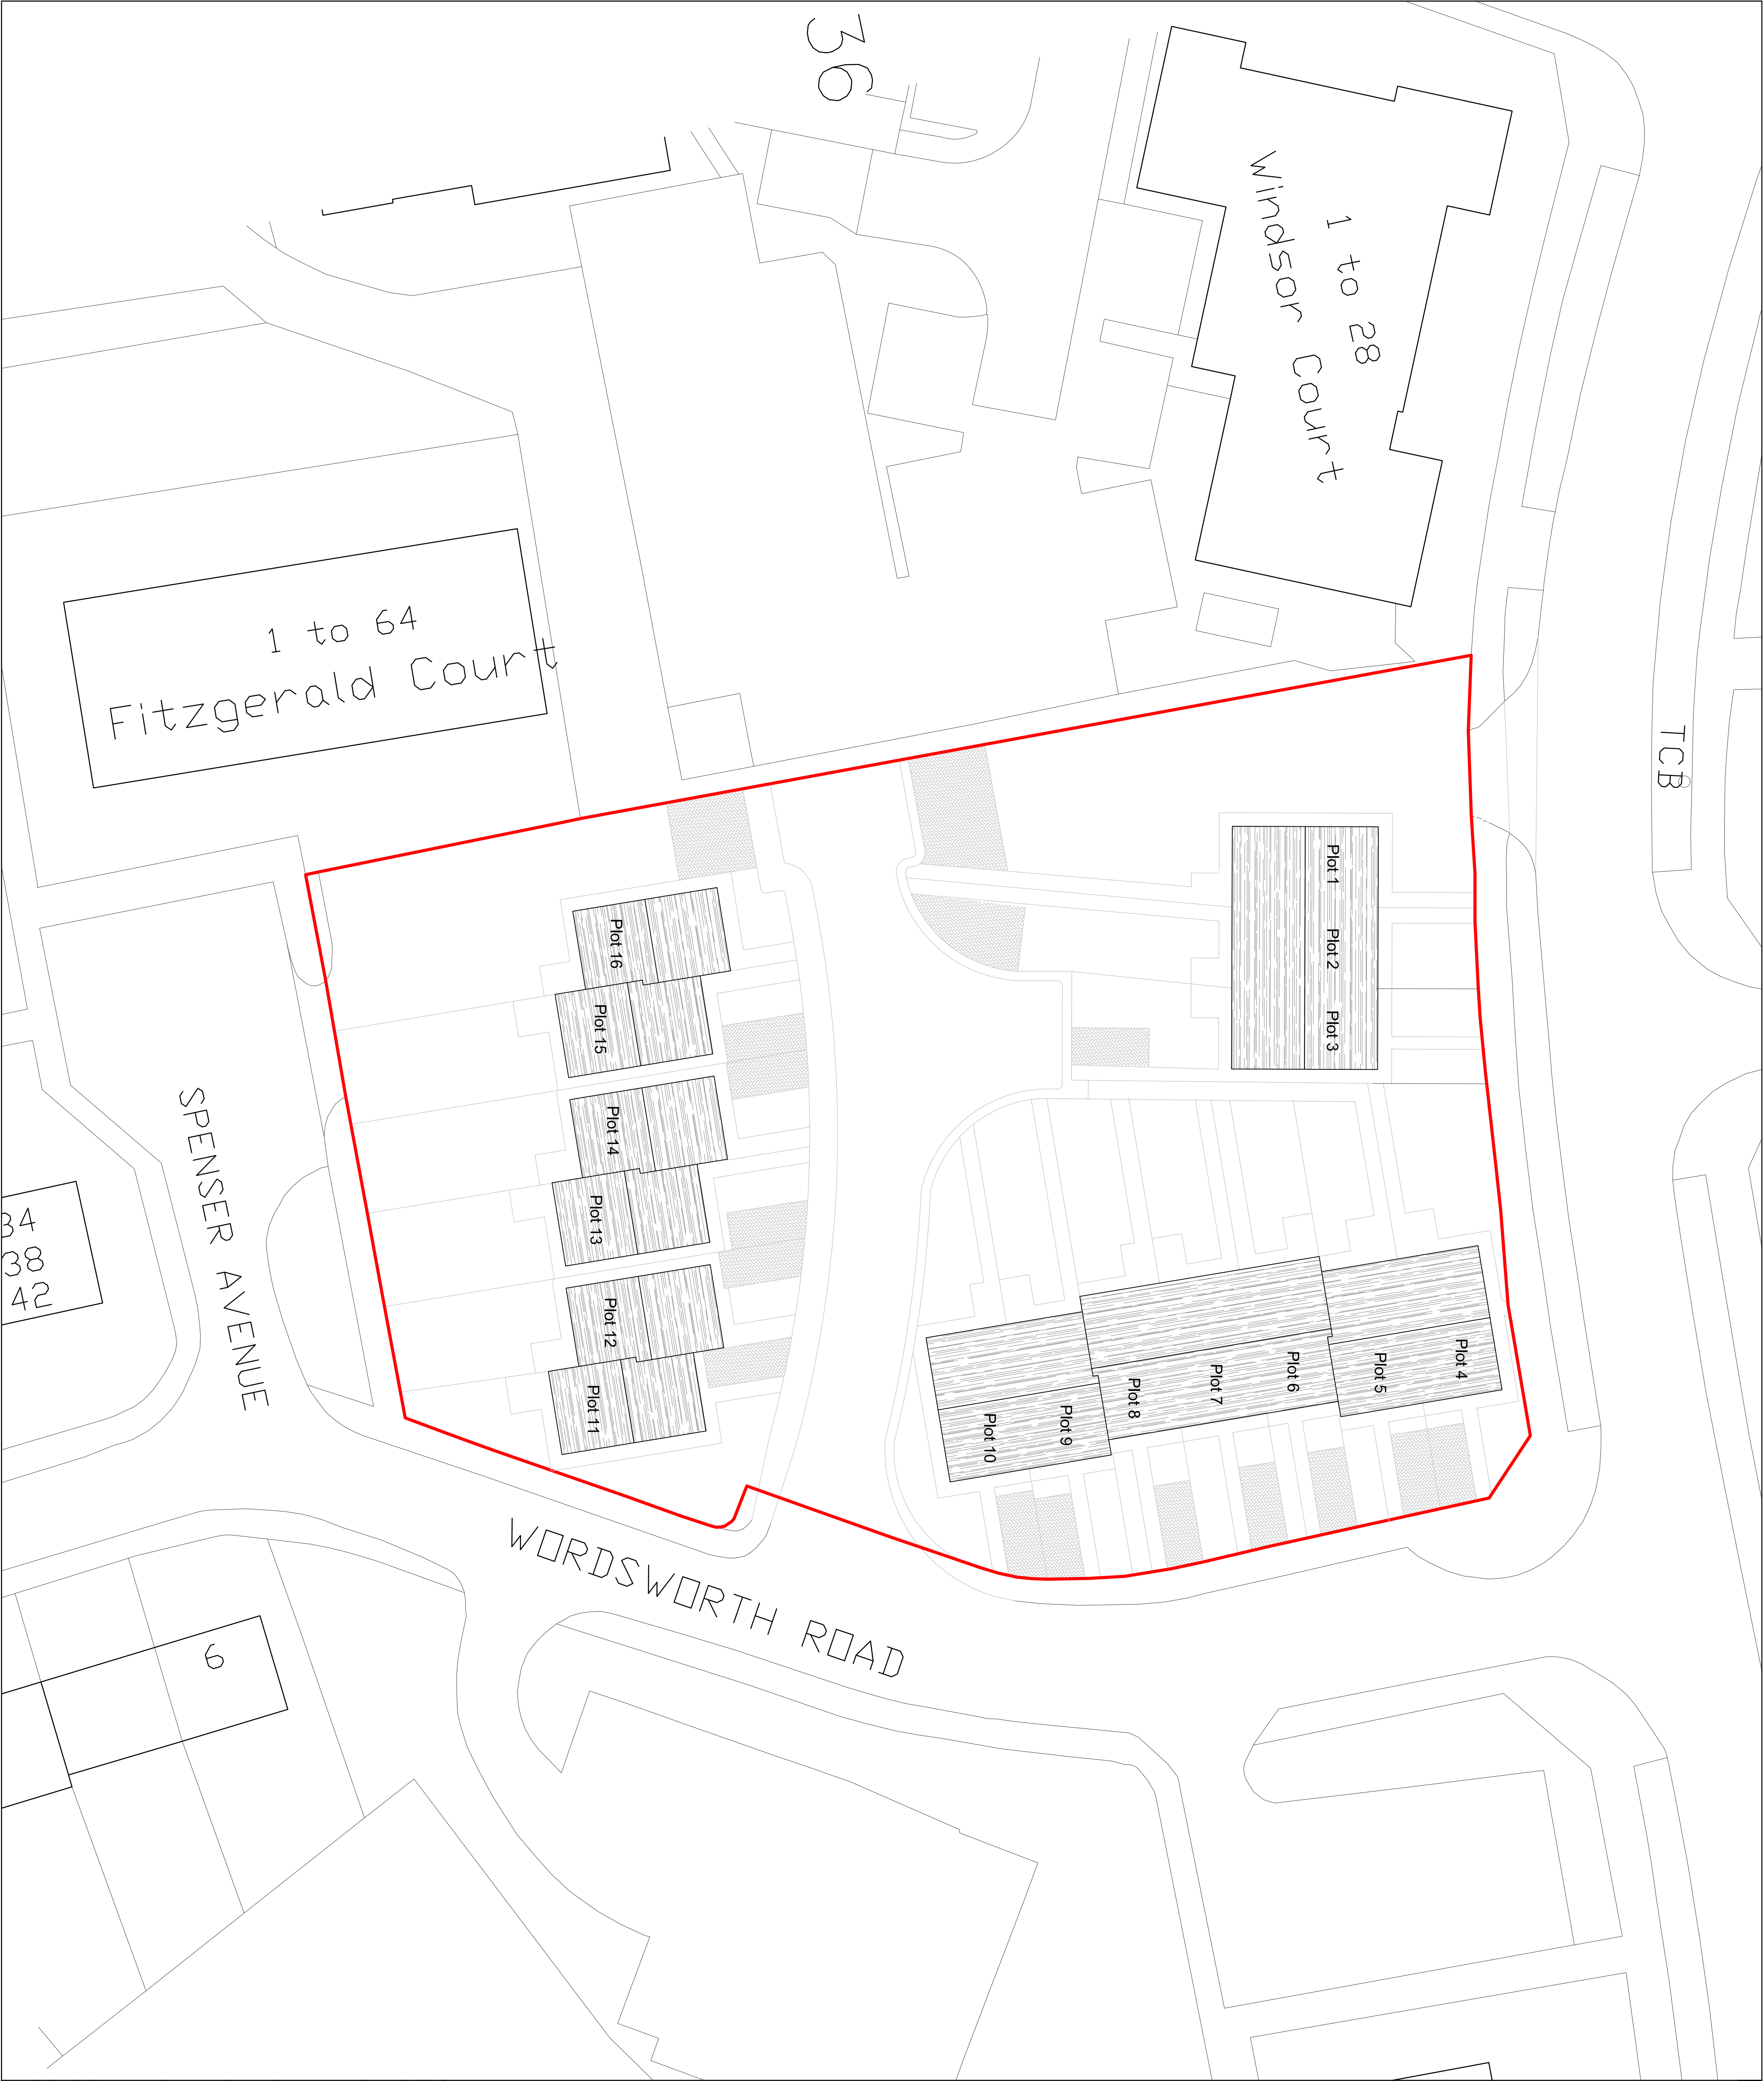 36
1 to 28
Windsor Court
1 to 64
Fitzgerald Court
TCB
Plot 1
Plot 2
Plot 3
Plot 16
Plot 15
Plot 14
Plot 13
Plot 12
Plot 11
Plot 4
Plot 5
Plot 6
Plot 7
Plot 8
Plot 9
Plot 10
SPENSER AVENUE
34
38
42
WORDSWORTH ROAD
6